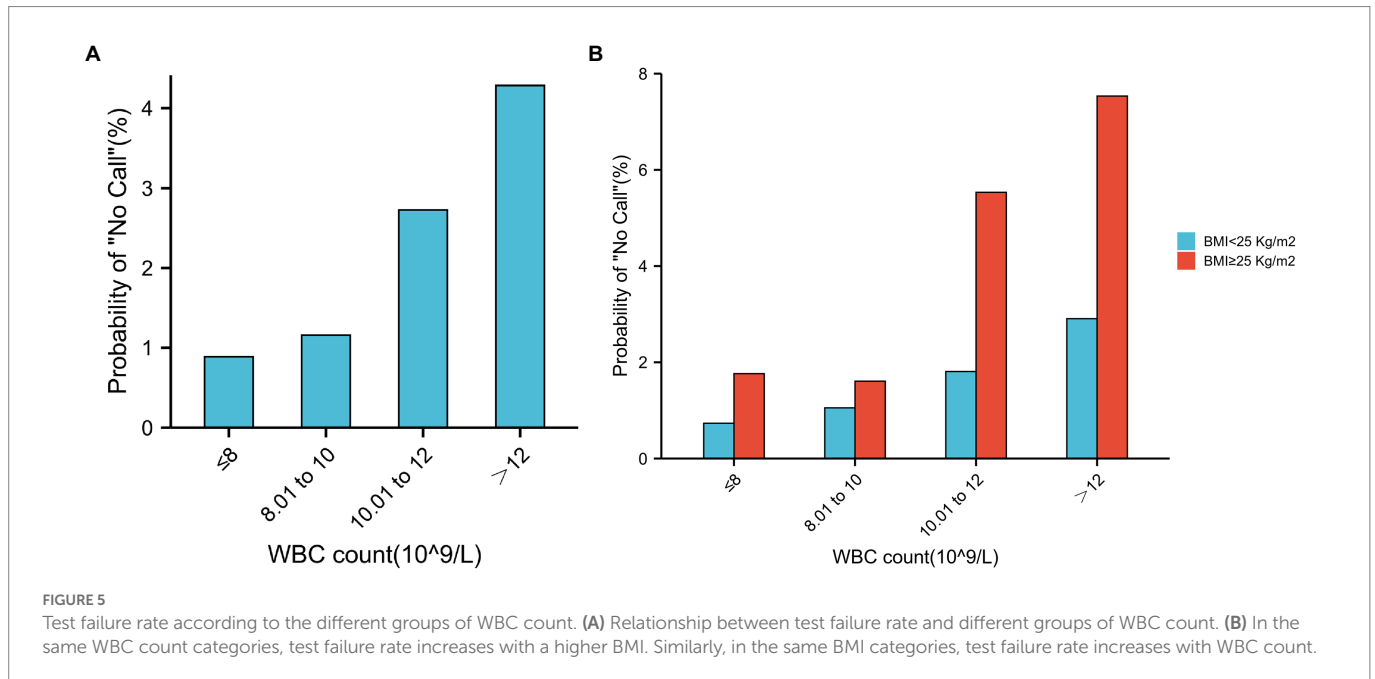 A
Probability of "No Call"(%)
4
3
2
1
0
≤8
8.01 to 10
10.01 to 12
＞12
WBC count(10^9/L)
B
Probability of "No Call"(%)
8
6
4
2
0
≤8
8.01 to 10
10.01 to 12
＞12
WBC count(10^9/L)
BMI<25 Kg/m2
BMI≥25 Kg/m2
FIGURE 5
Test failure rate according to the different groups of WBC count. (A) Relationship between test failure rate and different groups of WBC count. (B) In the
same WBC count categories, test failure rate increases with a higher BMI. Similarly, in the same BMI categories, test failure rate increases with WBC count.